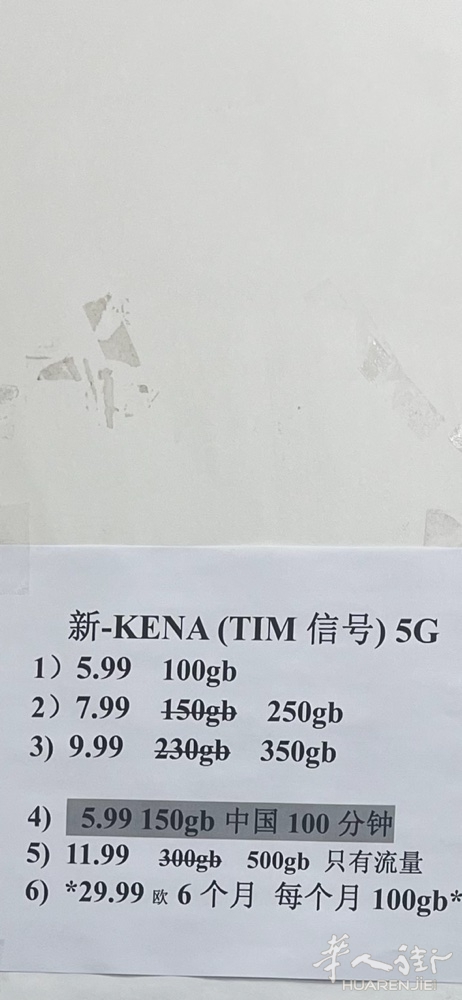 新-KENA (TIM 信号) 5G
1）5.99 100gb
2）7.99 150gb 250gb
3) 9.99 230gb 350gb
4) 5.99 150gb 中国 100 分钟
5) 11.99 300gb 500gb 只有流量
6) *29.99 欧 6 个月 每个月 100gb*
华人街
HUARENJIE